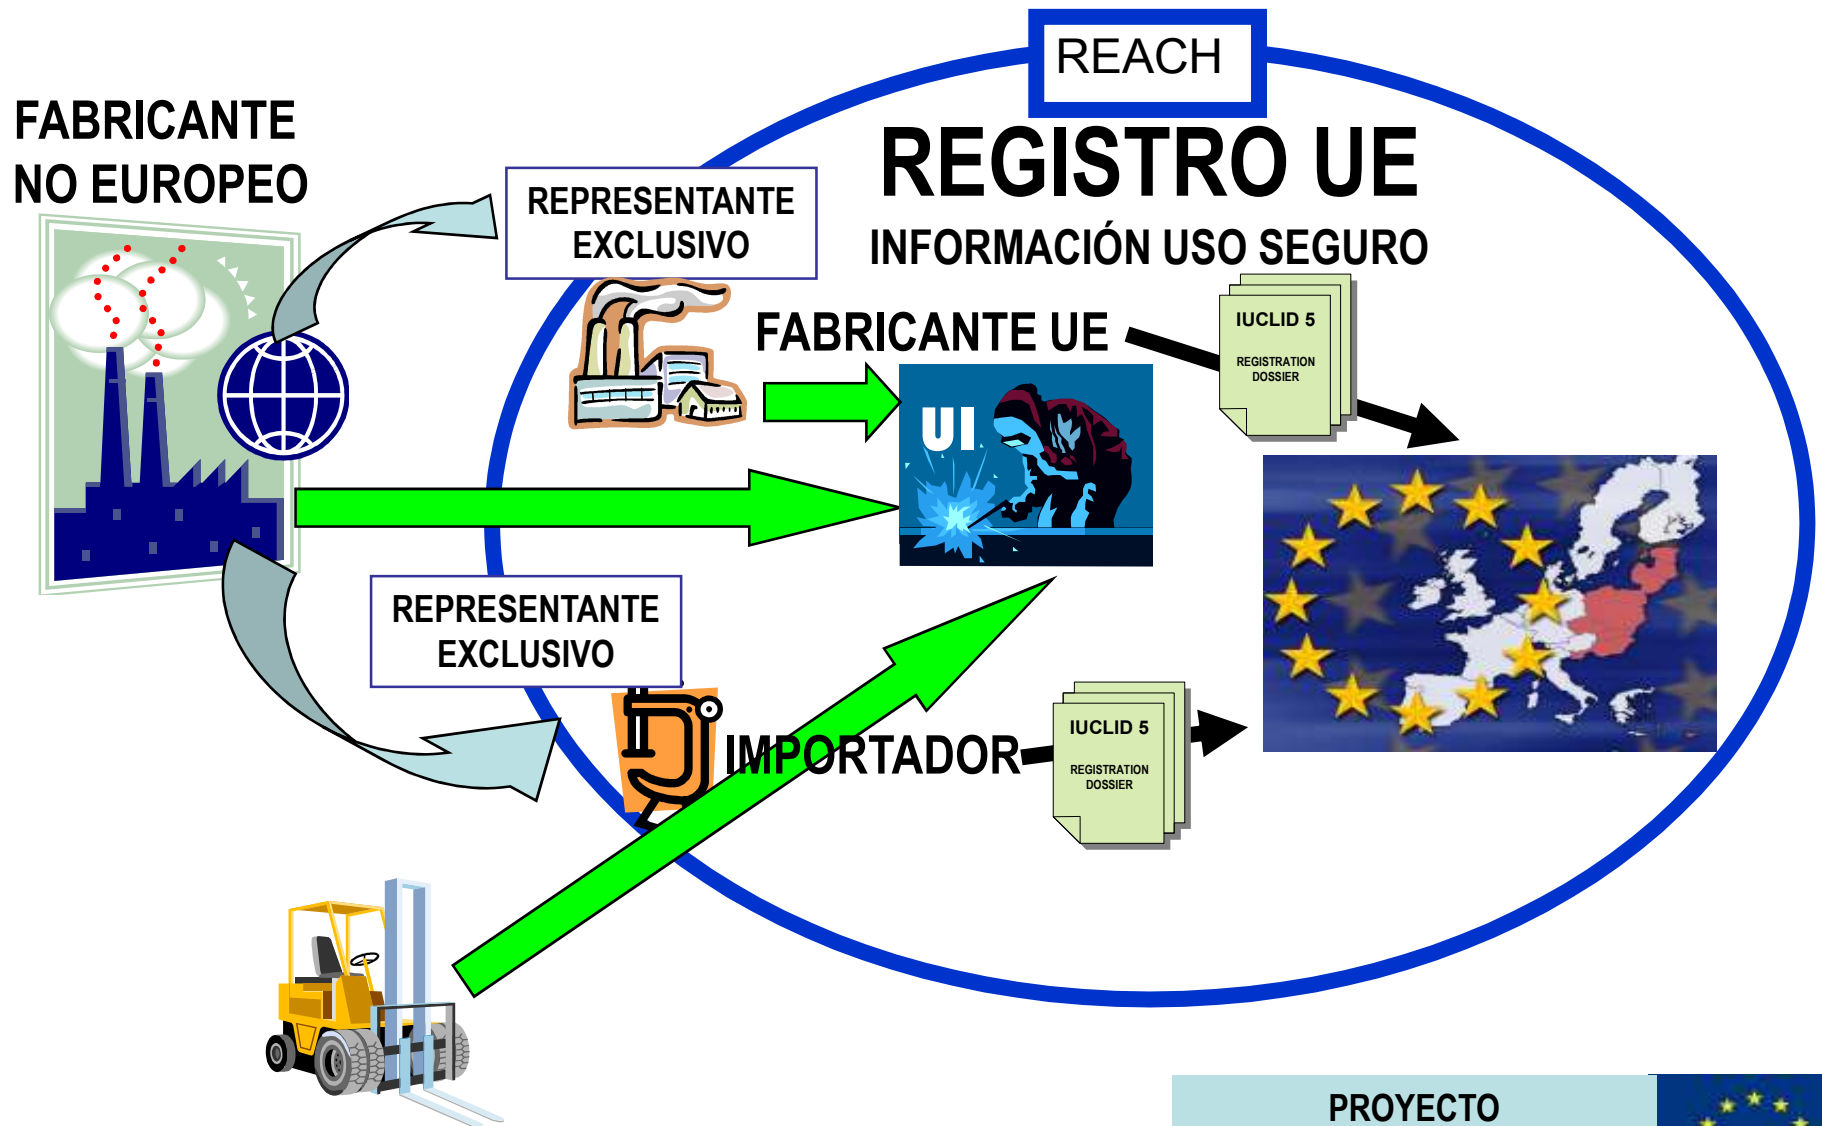 REACH
FABRICANTE
NO EUROPEO
REGISTRO UE
INFORMACIÓN USO SEGURO
REPRESENTANTE
EXCLUSIVO
FABRICANTE UE
IUCLID 5
REGISTRATION
DOSSIER
UI
REPRESENTANTE
EXCLUSIVO
IMPORTADOR
IUCLID 5
REGISTRATION
DOSSIER
PROYECTO